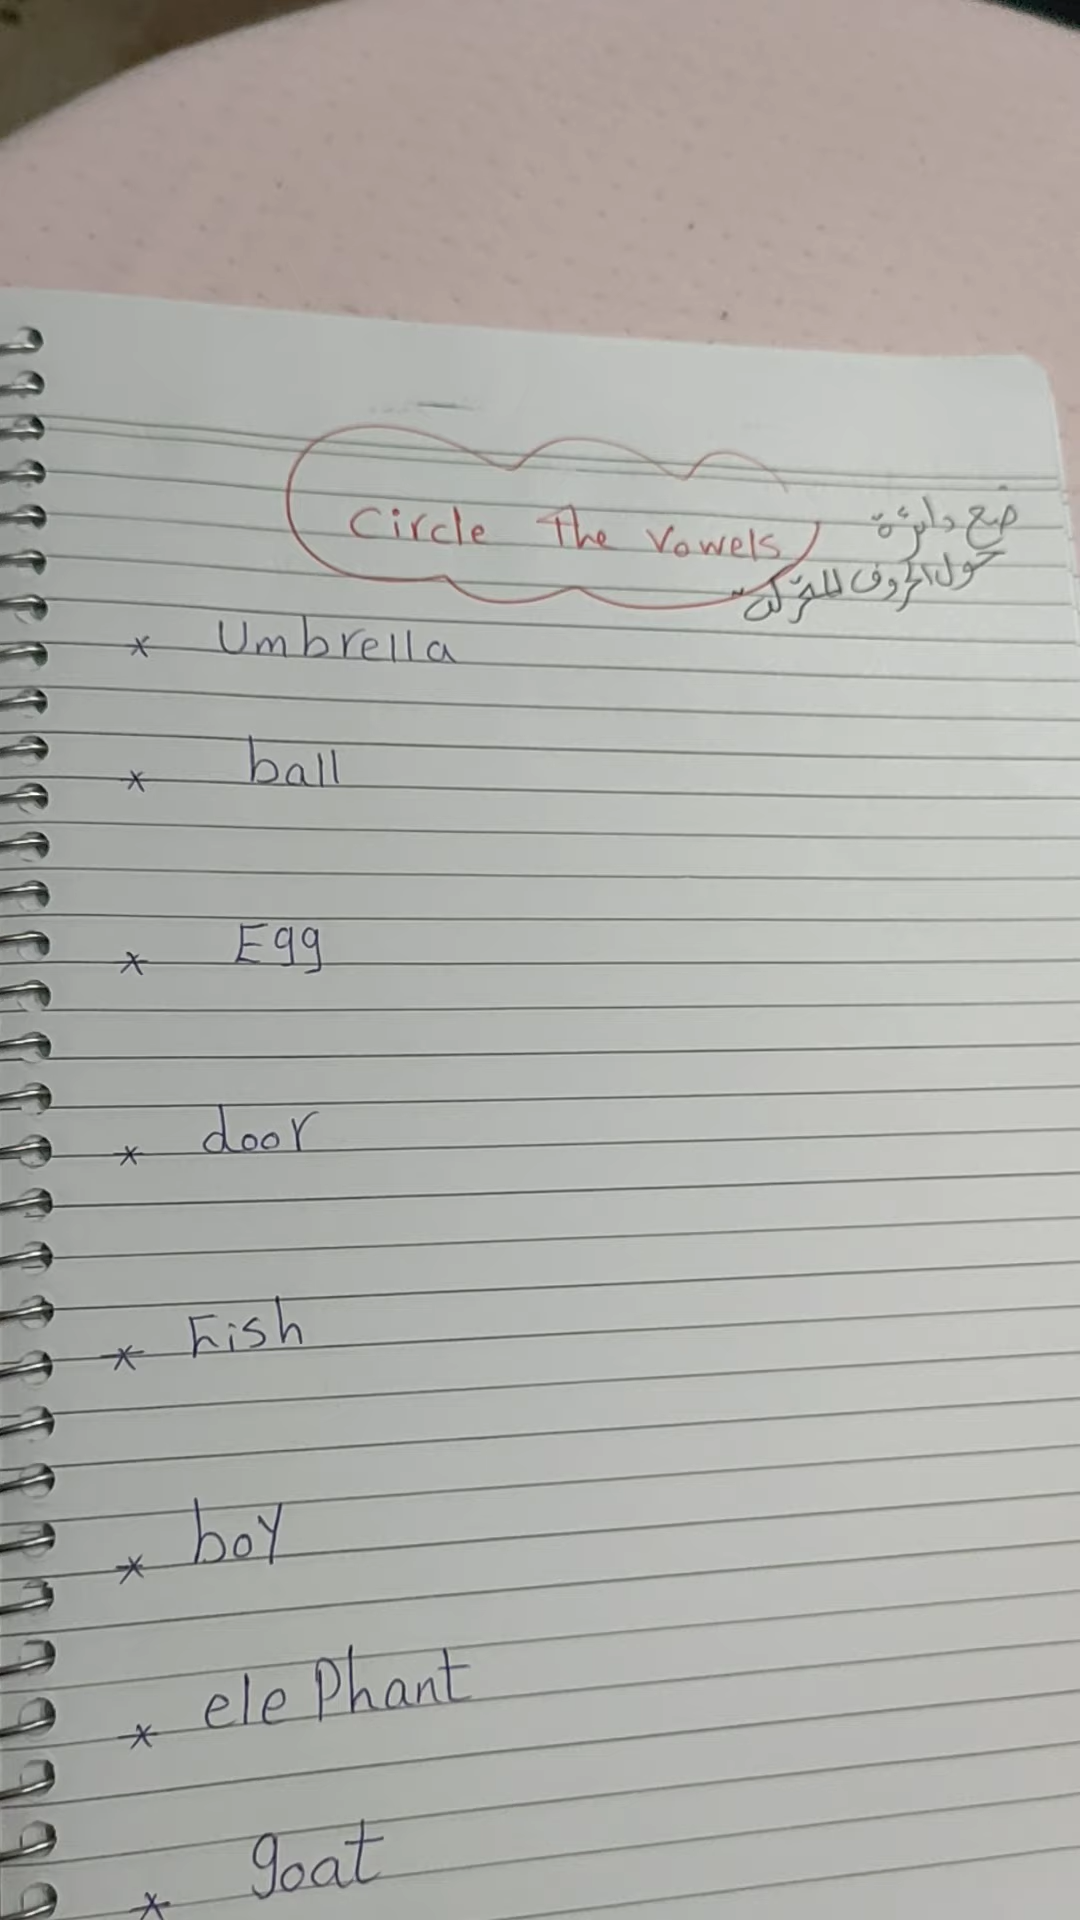 Circle The Vowels
ضع دائرة
حول الحروف المتحركة
* Umbrella
* ball
* Egg
* door
* Fish
* boy
* elePhant
* goat